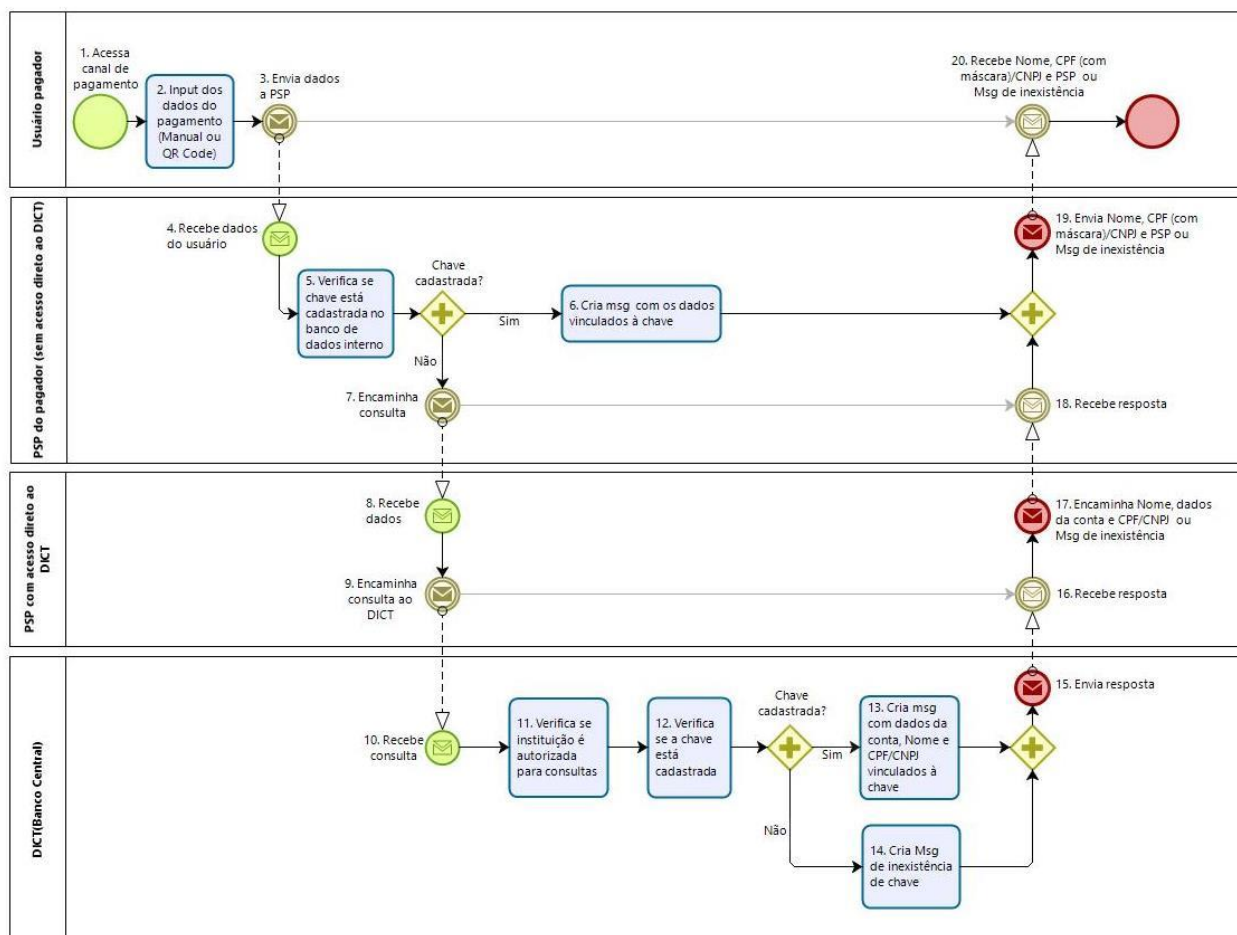 Usuário pagador
1. Acessa
canal de
pagamento
2. Input dos
dados do
pagamento
(Manual ou
QR Code)
3. Envia dados
a PSP
20. Recebe Nome, CPF (com
máscara)/CNPJ e PSP ou
Msg de inexistência
PSP do pagador (sem acesso direto ao DICT)
4. Recebe dados
do usuário
5. Verifica se
chave está
cadastrada no
banco de
dados interno
Chave
cadastrada?
Sim
Não
6. Cria msg com os dados
vinculados à chave
7. Encaminha
consulta
18. Recebe resposta
19. Envia Nome, CPF (com
máscara)/CNPJ e PSP ou
Msg de inexistência
PSP com acesso direto ao
DICT
8. Recebe
dados
9. Encaminha
consulta ao
DICT
16. Recebe resposta
17. Encaminha Nome, dados
da conta e CPF/CNPJ ou
Msg de inexistência
DICT(Banco Central)
10. Recebe
consulta
11. Verifica se
instituição é
autorizada
para consultas
12. Verifica
se a chave
está
cadastrada
Chave
cadastrada?
Sim
Não
13. Cria msg
com dados da
conta, Nome e
CPF/CNPJ
vinculados à
chave
14. Cria Msg
de inexistência
de chave
15. Envia resposta